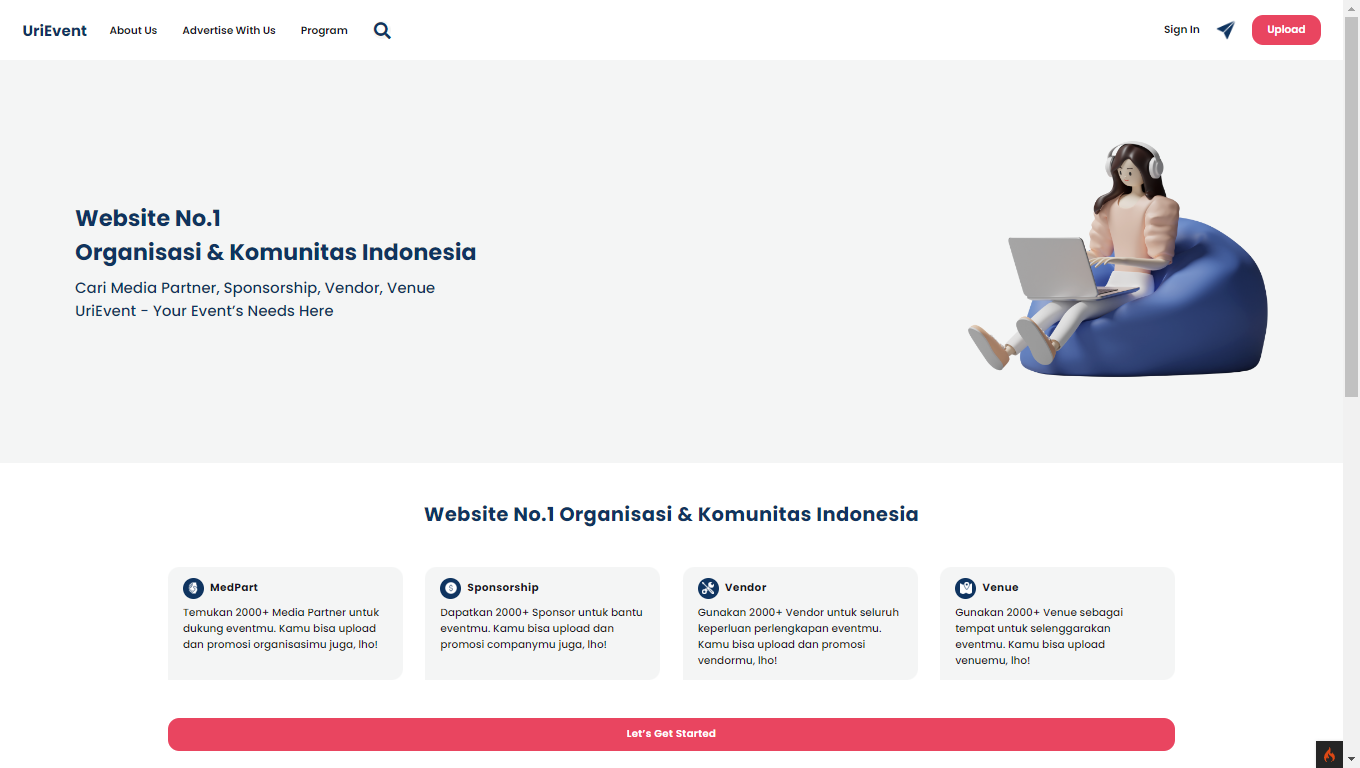 UriEvent
About Us
Advertise With Us
Program
Sign In
Upload
Website No.1
Organisasi & Komunitas Indonesia
Cari Media Partner, Sponsorship, Vendor, Venue
UriEvent - Your Event’s Needs Here
Website No.1 Organisasi & Komunitas Indonesia
MedPart
Temukan 2000+ Media Partner untuk
dukung eventmu. Kamu bisa upload
dan promosi organisasimu juga, lho!
Sponsorship
Dapatkan 2000+ Sponsor untuk bantu
eventmu. Kamu bisa upload dan
promosi companymu juga, lho!
Vendor
Gunakan 2000+ Vendor untuk seluruh
keperluan perlengkapan eventmu.
Kamu bisa upload dan promosi
vendormu, lho!
Venue
Gunakan 2000+ Venue sebagai
tempat untuk selenggarakan
eventmu. Kamu bisa upload
venuemu, lho!
Let’s Get Started